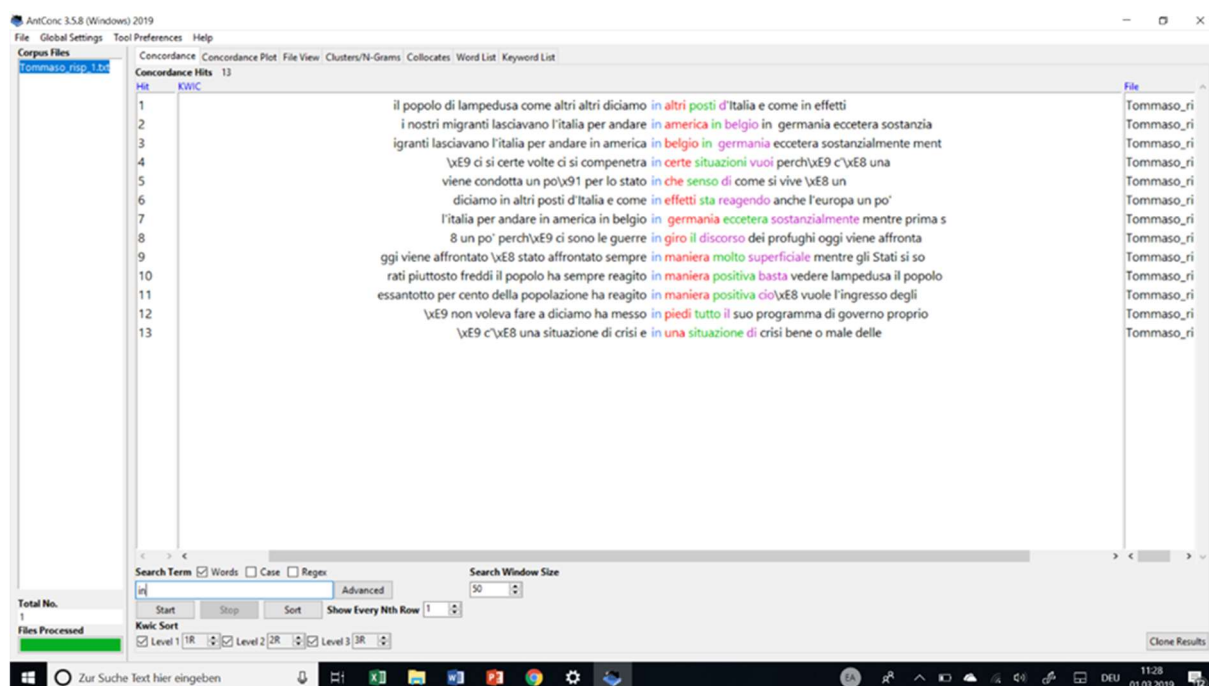 AntConc 3.5.8 (Windows) 2019
File Global Settings Tool Preferences Help
Corpus Files
Tommaso_risp_1.txt
Concordance Concordance Plot File View Clusters/N-Grams Collocates Word List Keyword List
Concordance Hits 13
Hit KWIC File
1 il popolo di lampedusa come altri altri diciamo in altri posti d'Italia e come in effetti Tommaso_ri
2 i nostri migranti lasciavano l'italia per andare in america in belgio in germania eccetera sostanzia Tommaso_ri
3 igranti lasciavano l'italia per andare in america in belgio in germania eccetera sostanzialmente ment Tommaso_ri
4 \xE9 ci si certe volte ci si compenetra in certe situazioni vuoi perch\xE9 c'\xE8 una Tommaso_ri
5 viene condotta un po\x91 per lo stato in che senso di come si vive \xE8 un Tommaso_ri
6 diciamo in altri posti d'Italia e come in effetti sta reagendo anche l'europa un po' Tommaso_ri
7 l'italia per andare in america in belgio in germania eccetera sostanzialmente mentre prima s Tommaso_ri
8 8 un po' perch\xE9 ci sono le guerre in giro il discorso dei profughi oggi viene affronta Tommaso_ri
9 ggi viene affrontato \xE8 stato affrontato sempre in maniera molto superficiale mentre gli Stati si so Tommaso_ri
10 rati piuttosto freddi il popolo ha sempre reagito in maniera positiva basta vedere lampedusa il popolo Tommaso_ri
11 essantotto per cento della popolazione ha reagito in maniera positiva cio\xE8 vuole l'ingresso degli Tommaso_ri
12 \xE9 non voleva fare a diciamo ha messo in piedi tutto il suo programma di governo proprio Tommaso_ri
13 \xE9 c'\xE8 una situazione di crisi e in una situazione di crisi bene o male delle Tommaso_ri
Search Term Words Case Regex Search Window Size
in Advanced 50
Total No.
1
Start Stop Sort Show Every Nth Row 1
Files Processed
Kwic Sort
Level 1 1R Level 2 2R Level 3 3R Clone Results
Zur Suche Text hier eingeben
EA DEU 11:28
01.03.2019 12